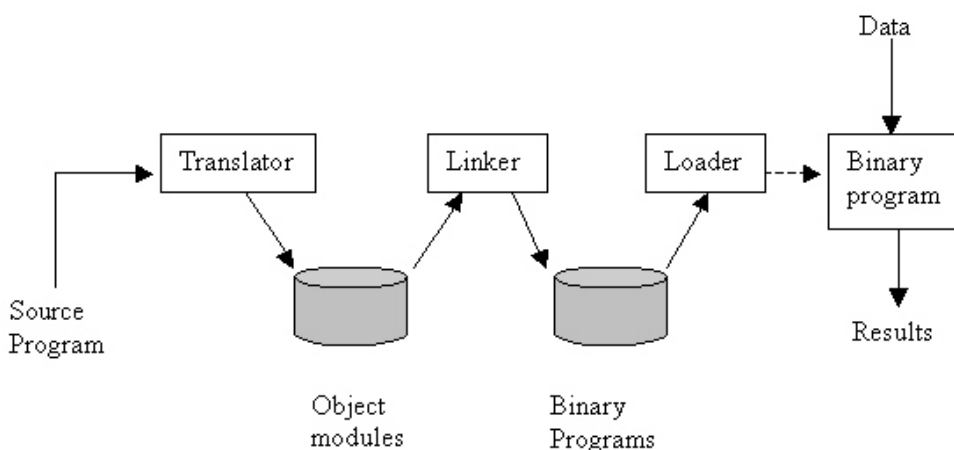 Data
Translator
Linker
Loader
Binary
program
Source
Program
Results
Object
modules
Binary
Programs